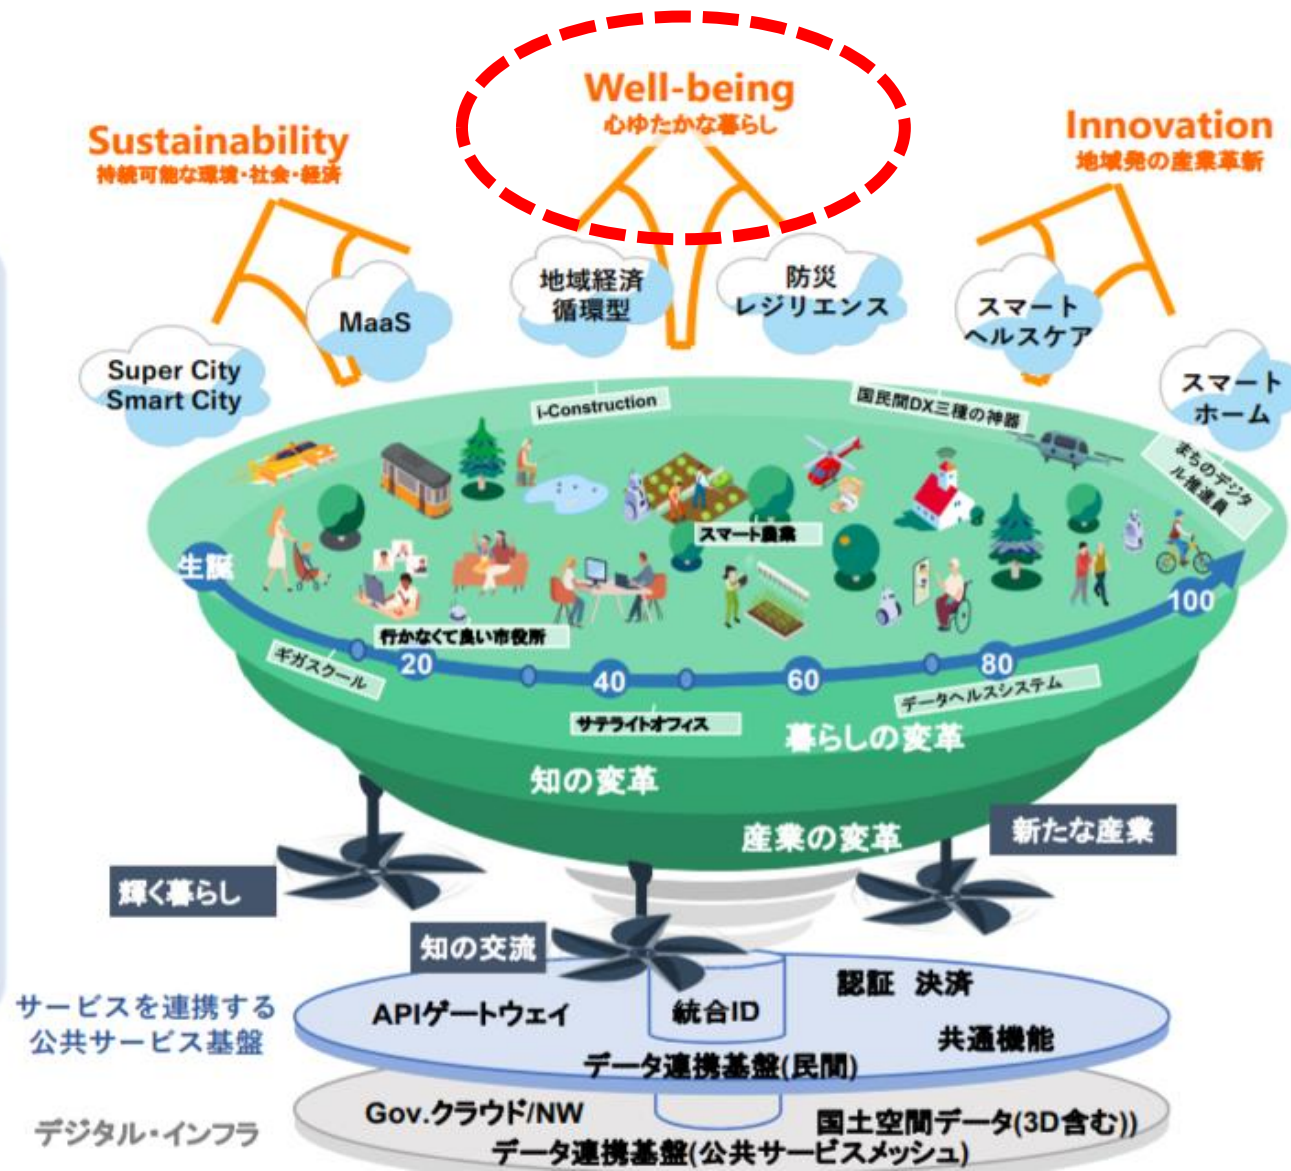 Well-being
心ゆたかな暮らし
Sustainability
持続可能な環境・社会・経済
Innovation
地域発の産業革新
地域経済
循環型
防災
レジリエンス
MaaS
スマート
ヘルスケア
Super City
Smart City
スマート
ホーム
i-Construction
国民間DX三種の神器
まちのデジタ
ル推進員
スマート農業
生誕
100
行かなくて良い市役所
ギガスクール
20
40
60
80
データヘルスシステム
サテライトオフィス
暮らしの変革
知の変革
産業の変革
新たな産業
輝く暮らし
知の交流
サービスを連携する
公共サービス基盤
APIゲートウェイ
統合ID
認証 決済
共通機能
データ連携基盤(民間)
デジタル・インフラ
Gov.クラウド/NW
国土空間データ(3D含む))
データ連携基盤(公共サービスメッシュ)